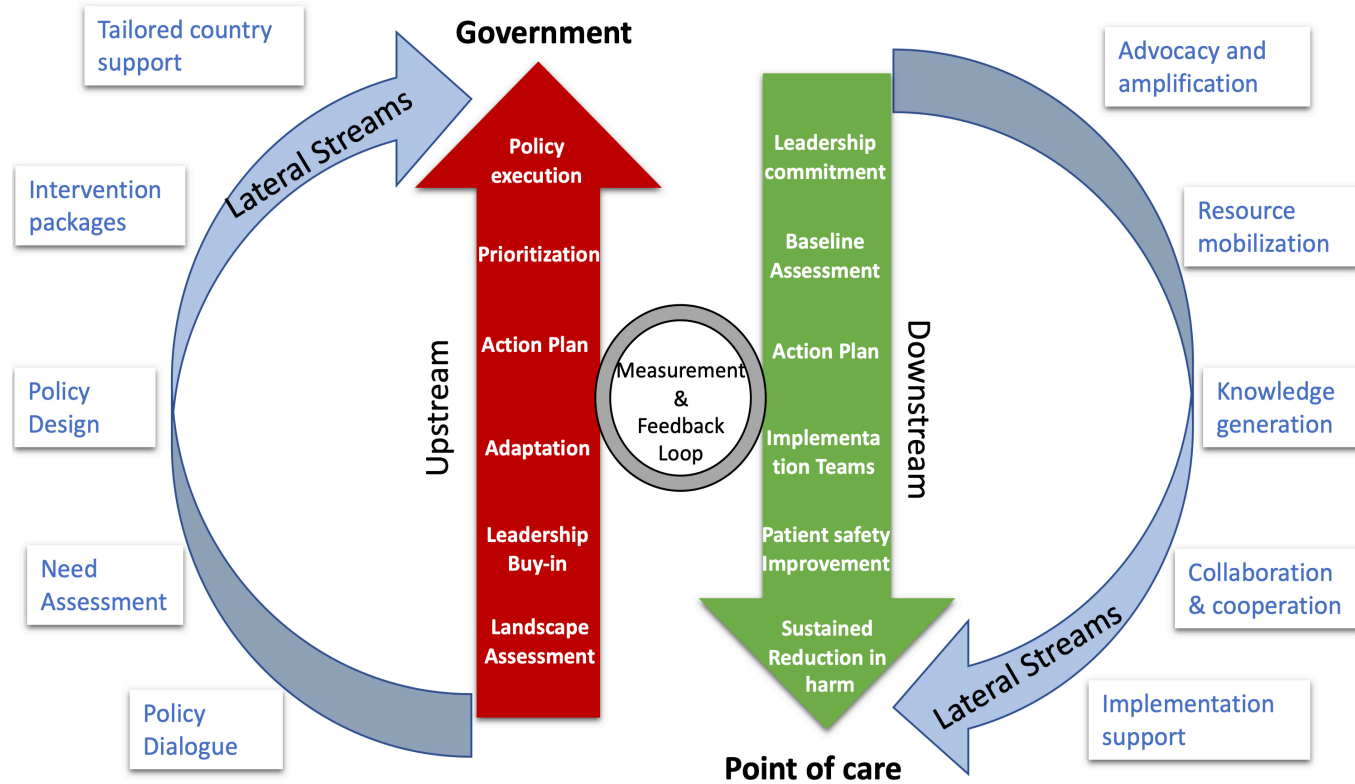 Tailored country
support
Intervention
packages
Policy
Design
Need
Assessment
Policy
Dialogue
Lateral Streams
Government
Upstream
Policy
execution
Prioritization
Action Plan
Adaptation
Leadership
Buy-in
Landscape
Assessment
Measurement
&
Feedback
Loop
Leadership
commitment
Baseline
Assessment
Action Plan
Implementa
tion Teams
Patient safety
Improvement
Sustained
Reduction in
harm
Point of care
Downstream
Lateral Streams
Advocacy and
amplification
Resource
mobilization
Knowledge
generation
Collaboration
& cooperation
Implementation
support